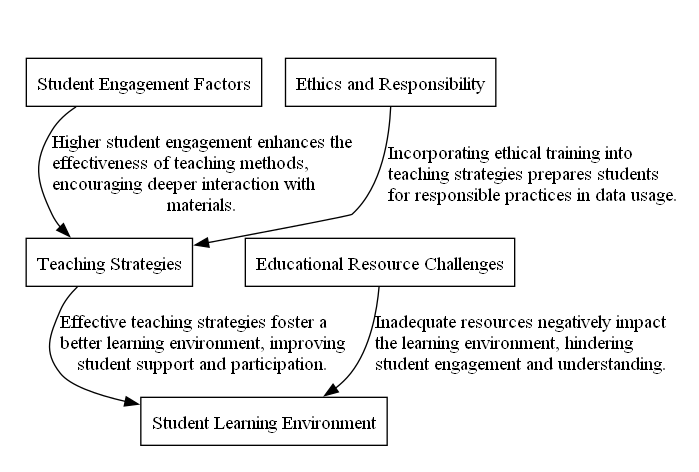 Student Engagement Factors
Ethics and Responsibility
Higher student engagement enhances the
effectiveness of teaching methods,
encouraging deeper interaction with
materials.
Incorporating ethical training into
teaching strategies prepares students
for responsible practices in data usage.
Teaching Strategies
Educational Resource Challenges
Effective teaching strategies foster a
better learning environment, improving
student support and participation.
Inadequate resources negatively impact
the learning environment, hindering
student engagement and understanding.
Student Learning Environment